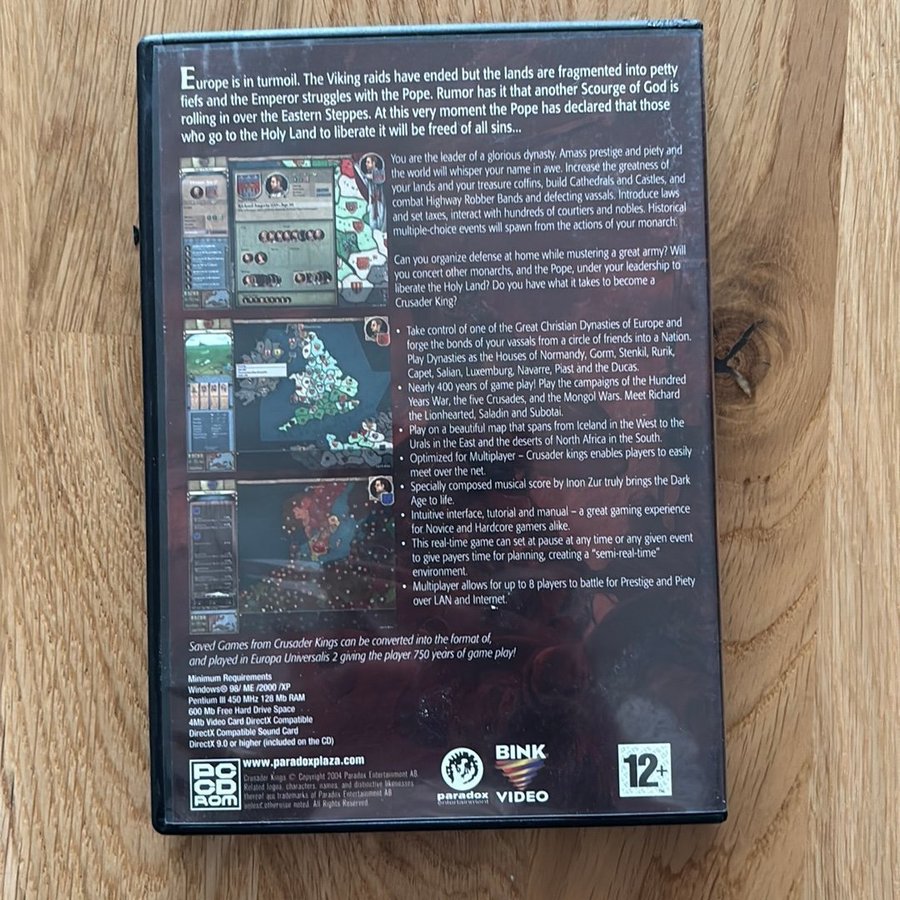 Europe is in turmoil. The Viking raids have ended but the lands are fragmented into petty
fiefs and the Emperor struggles with the Pope. Rumor has it that another Scourge of God is
rolling in over the Eastern Steppes. At this very moment the Pope has declared that those
who go to the Holy Land to liberate it will be freed of all sins...
You are the leader of a glorious dynasty. Amass prestige and piety and
the world will whisper your name in awe. Increase the greatness of
your lands and your treasure coffins, build Cathedrals and Castles, and
combat Highway Robber Bands and defecting vassals. Introduce laws
and set taxes, interact with hundreds of courtiers and nobles. Historical
multiple-choice events will spawn from the actions of your monarch.
Can you organize defense at home while mustering a great army? Will
you concert other monarchs, and the Pope, under your leadership to
liberate the Holy Land? Do you have what it takes to become a
Crusader King?
• Take control of one of the Great Christian Dynasties of Europe and
forge the bonds of your vassals from a circle of friends into a Nation.
Play Dynasties as the Houses of Normandy, Gorm, Stenkil, Rurik,
Capet, Salian, Luxemburg, Navarre, Piast and the Ducas.
• Nearly 400 years of game play! Play the campaigns of the Hundred
Years War, the five Crusades, and the Mongol Wars. Meet Richard
the Lionhearted, Saladin and Subotai.
• Play on a beautiful map that spans from Iceland in the West to the
Urals in the East and the deserts of North Africa in the South.
• Optimized for Multiplayer – Crusader kings enables players to easily
meet over the net.
• Specially composed musical score by Inon Zur truly brings the Dark
Age to life.
• Intuitive interface, tutorial and manual – a great gaming experience
for Novice and Hardcore gamers alike.
• This real-time game can set at pause at any time or any given event
to give payers time for planning, creating a "semi-real-time"
environment.
• Multiplayer allows for up to 8 players to battle for Prestige and Piety
over LAN and Internet.
Saved Games from Crusader Kings can be converted into the format of,
and played in Europa Universalis 2 giving the player 750 years of game play!
Minimum Requirements
Windows® 98/ ME /2000 /XP
Pentium III 450 MHz 128 Mb RAM
600 Mb Free Hard Drive Space
4Mb Video Card DirectX Compatible
DirectX Compatible Sound Card
DirectX 9.0 or higher (included on the CD)
PC
CD
ROM
www.paradoxplaza.com
Crusader Kings © Copyright 2004 Paradox Entertainment AB.
Related logos, characters, names, and distinctive likenesses
thereof are trademarks of Paradox Entertainment AB
unless otherwise noted. All Rights Reserved.
paradox
entertainment
BINK
VIDEO
12+